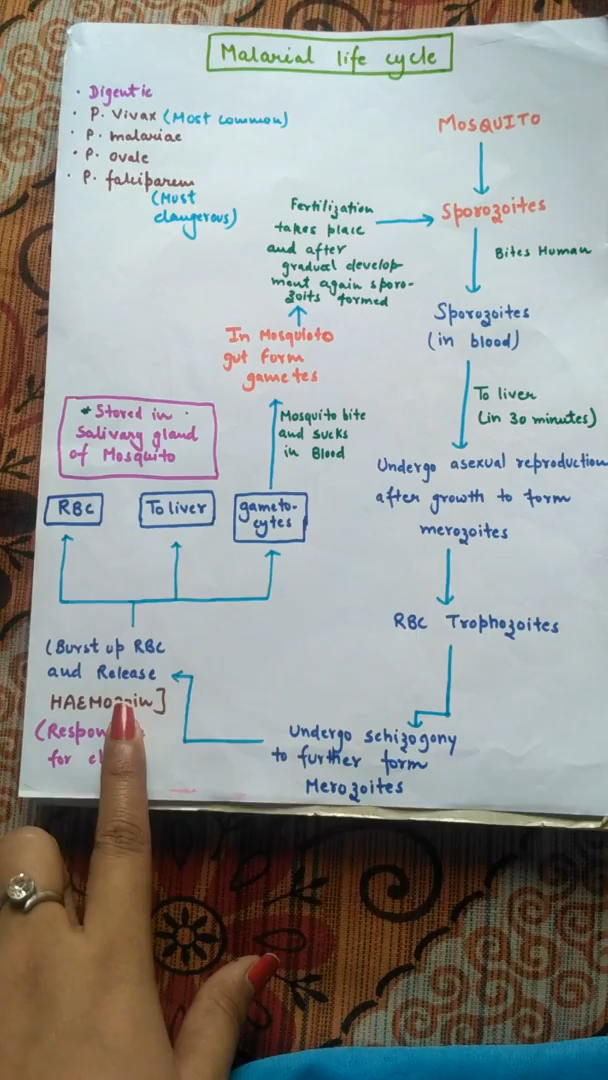 Malarial life cycle
• Digentic
• P. Vivax (Most common)
• P. malariae
• P. ovale
• P. falciparem
(Most
dangerous)
MOSQUITO
Sporozoites
Bites Human
Sporozoites
(in blood)
To liver
(in 30 minutes)
Undergo asexual reproduction
after growth to form
merozoites
RBC Trophozoites
Undergo schizogony
to further form
Merozoites
(Burst up RBC
and Release
for
RBC
To liver
gameto-
cytes
Mosquito bite
and sucks
in Blood
In Mosquioto
gut form
gametes
Fertilization
takes place
and after
gradual develop-
ment again sporo-
zoits formed
* Stored in
Salivary gland
of Mosquito